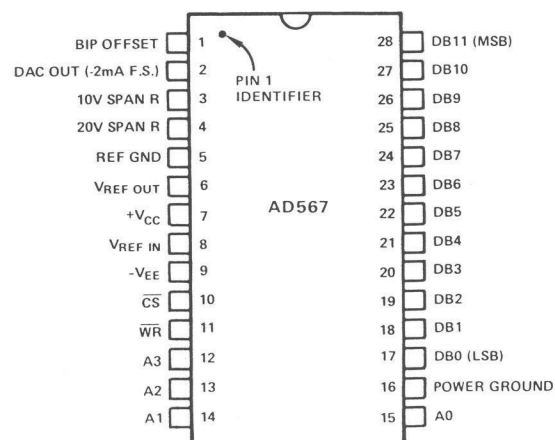 BIP OFFSET 1
DAC OUT (-2mA F.S.) 2
10V SPAN R 3
20V SPAN R 4
REF GND 5
VREF OUT 6
+VCC 7
VREF IN 8
-VEE 9
C̅S̅ 10
W̅R̅ 11
A3 12
A2 13
A1 14
PIN 1
IDENTIFIER
AD567
28 DB11 (MSB)
27 DB10
26 DB9
25 DB8
24 DB7
23 DB6
22 DB5
21 DB4
20 DB3
19 DB2
18 DB1
17 DB0 (LSB)
16 POWER GROUND
15 A0